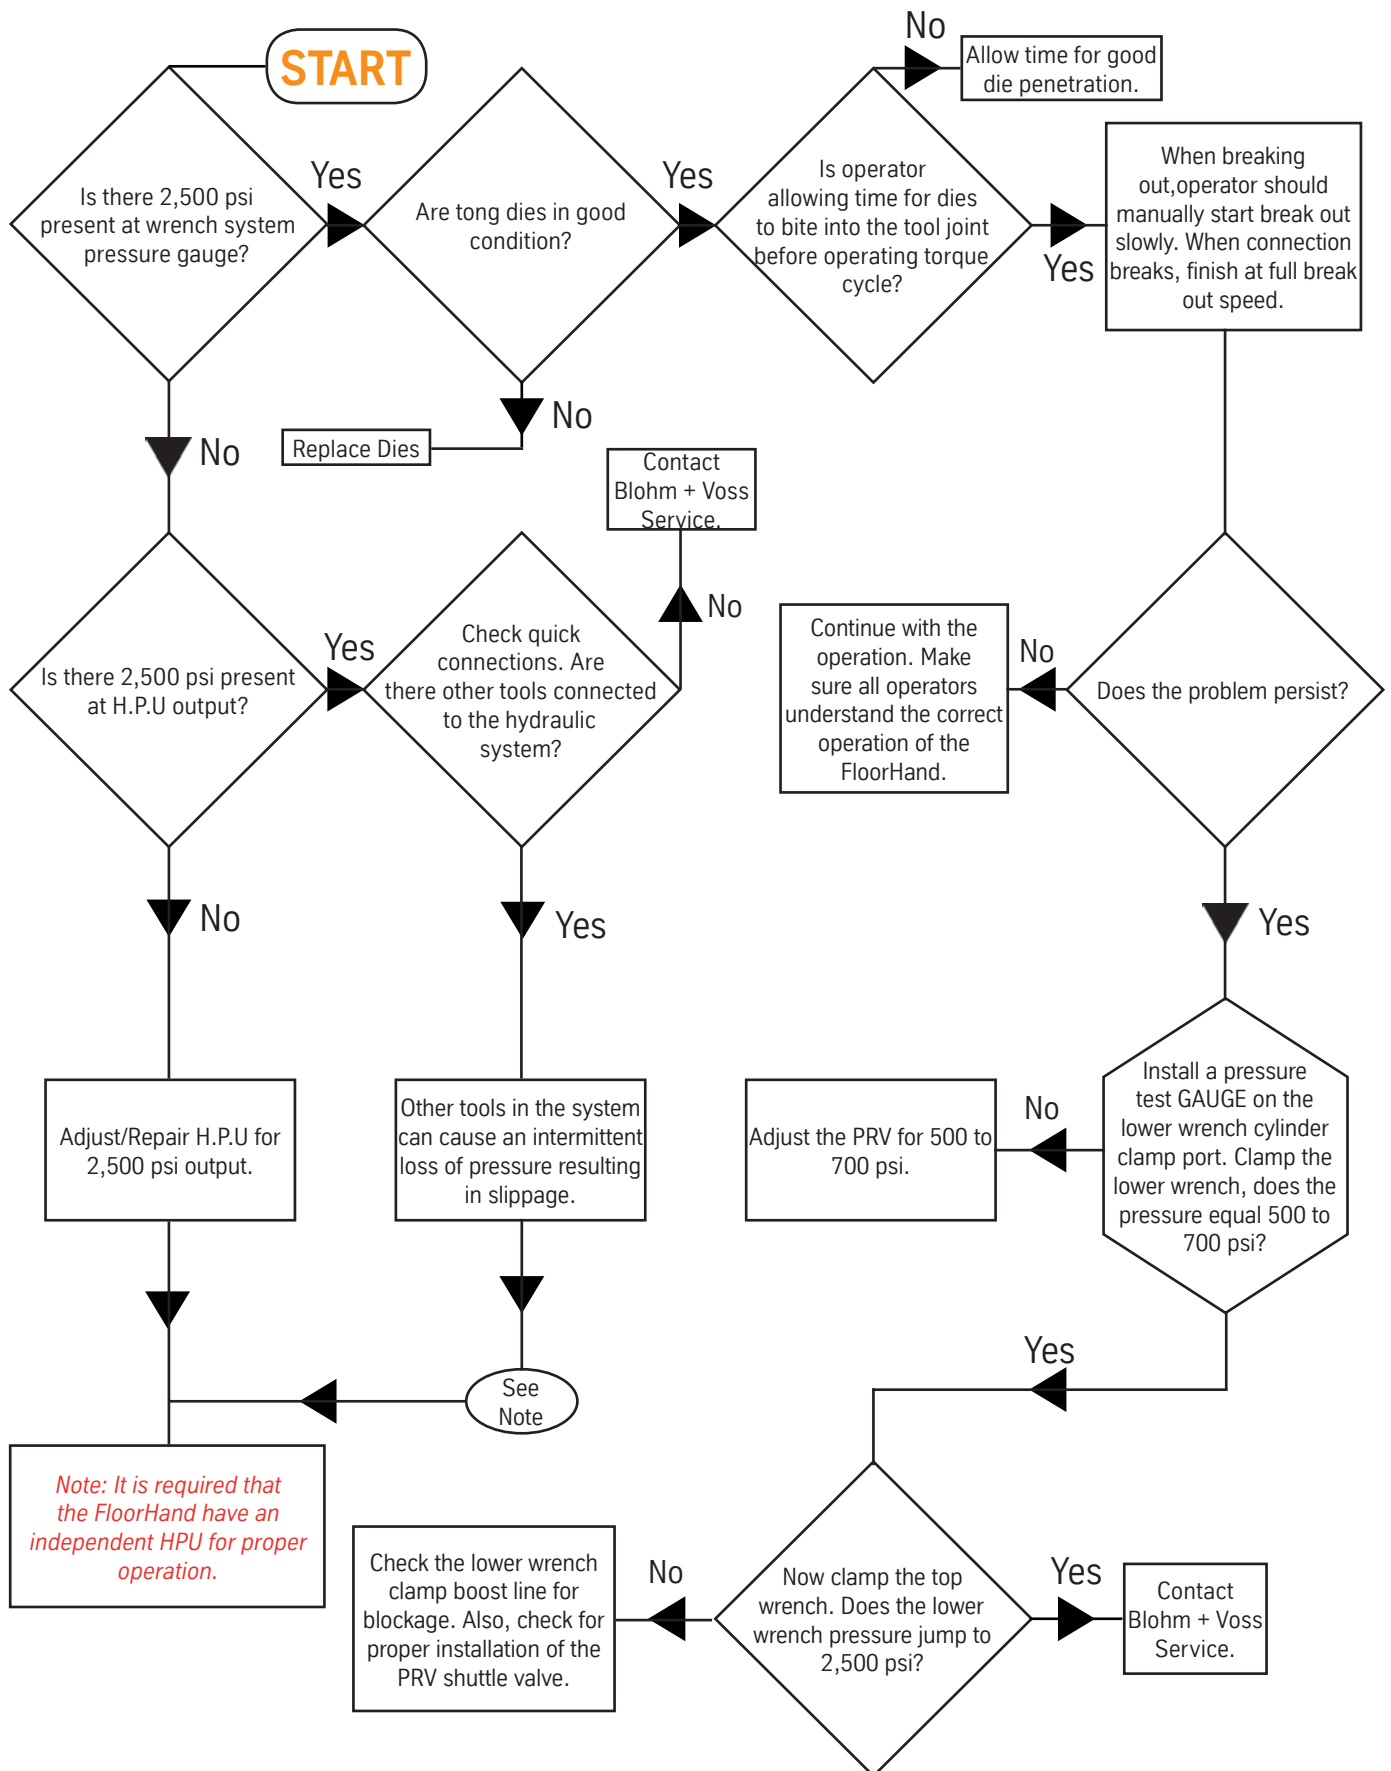 START
Is there 2,500 psi
present at wrench system
pressure gauge?
Yes
Are tong dies in good
condition?
Yes
Is operator
allowing time for dies
to bite into the tool joint
before operating torque
cycle?
No
Allow time for good
die penetration.
Yes
When breaking
out,operator should
manually start break out
slowly. When connection
breaks, finish at full break
out speed.
No
Replace Dies
No
Contact
Blohm + Voss
Service.
No
Is there 2,500 psi present
at H.P.U output?
Yes
Check quick
connections. Are
there other tools connected
to the hydraulic
system?
Continue with the
operation. Make
sure all operators
understand the correct
operation of the
FloorHand.
No
Does the problem persist?
No
Yes
Yes
Adjust/Repair H.P.U for
2,500 psi output.
Other tools in the system
can cause an intermittent
loss of pressure resulting
in slippage.
Adjust the PRV for 500 to
700 psi.
No
Install a pressure
test GAUGE on the
lower wrench cylinder
clamp port. Clamp the
lower wrench, does the
pressure equal 500 to
700 psi?
Yes
See
Note
Note: It is required that
the FloorHand have an
independent HPU for proper
operation.
Check the lower wrench
clamp boost line for
blockage. Also, check for
proper installation of the
PRV shuttle valve.
No
Now clamp the top
wrench. Does the lower
wrench pressure jump to
2,500 psi?
Yes
Contact
Blohm + Voss
Service.